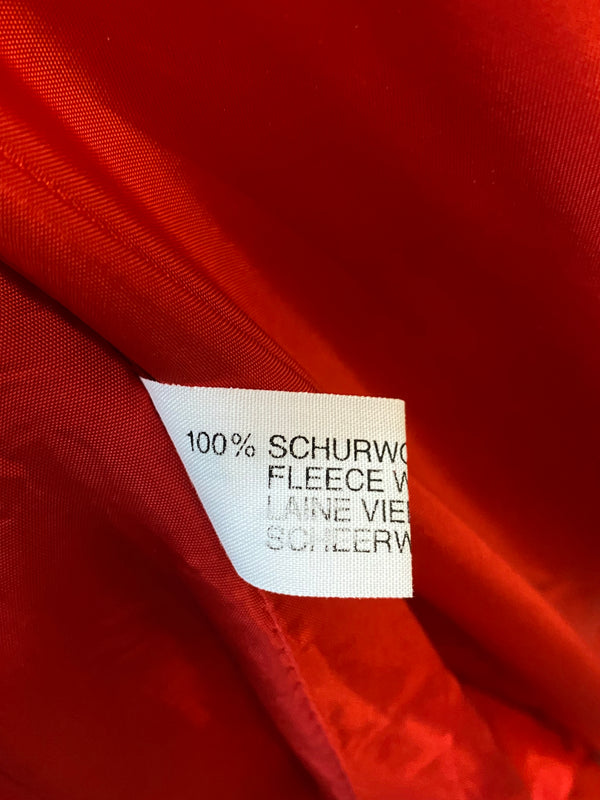 100% SCHURWO
FLEECE W
LAINE VIE
SCHEERW